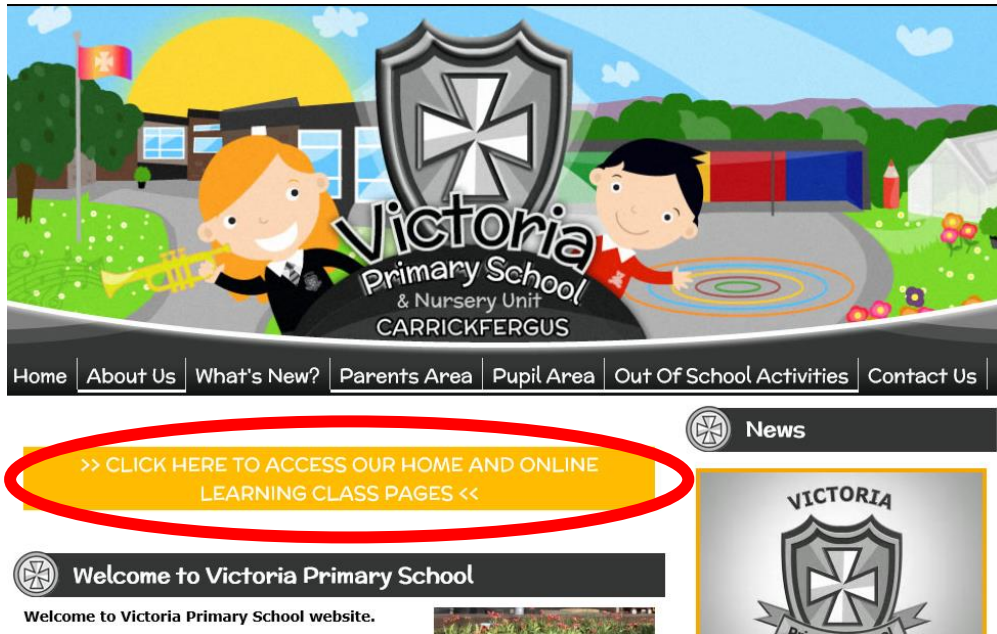 Victoria
Primary School
& Nursery Unit
CARRICKFERGUS
Home About Us What's New? Parents Area Pupil Area Out Of School Activities Contact Us
>> CLICK HERE TO ACCESS OUR HOME AND ONLINE
LEARNING CLASS PAGES <<
Welcome to Victoria Primary School
Welcome to Victoria Primary School website.
News
VICTORIA